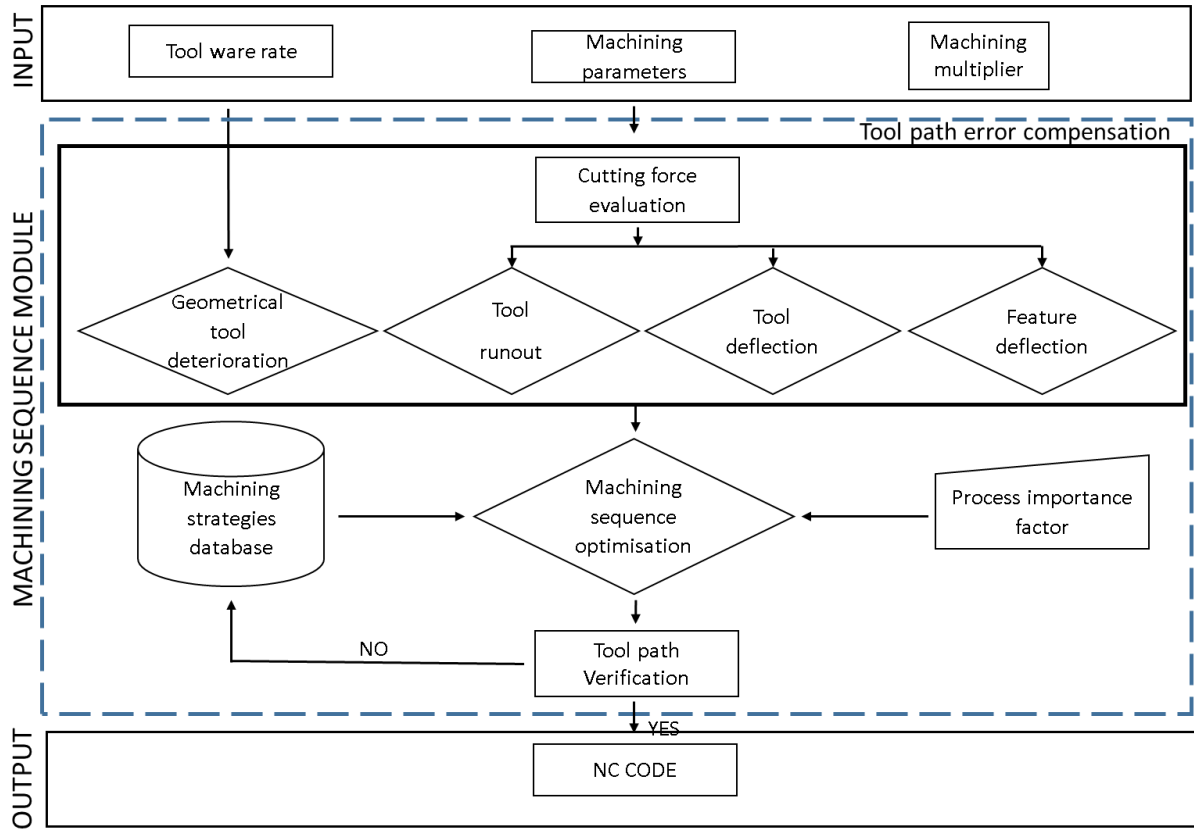 INPUT
Tool ware rate
Machining
parameters
Machining
multiplier
MACHINING SEQUENCE MODULE
Tool path error compensation
Cutting force
evaluation
Geometrical
tool
deterioration
Tool
runout
Tool
deflection
Feature
deflection
Machining
strategies
database
Machining
sequence
optimisation
Process importance
factor
NO
Tool path
Verification
YES
OUTPUT
NC CODE